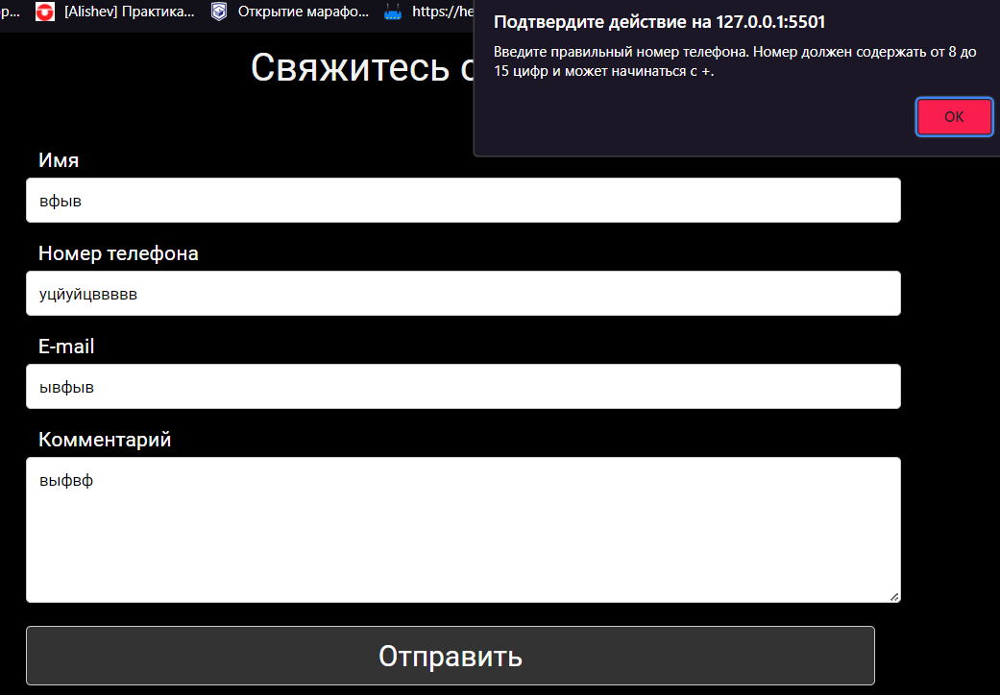 [Alishev] Практика... Открытие марафо... https://he
Подтвердите действие на 127.0.0.1:5501
Введите правильный номер телефона. Номер должен содержать от 8 до
15 цифр и может начинаться с +.
OK
Свяжитесь
Имя
вфыв
Номер телефона
уцйуйцввввв
E-mail
ывфыв
Комментарий
выфвф
Отправить